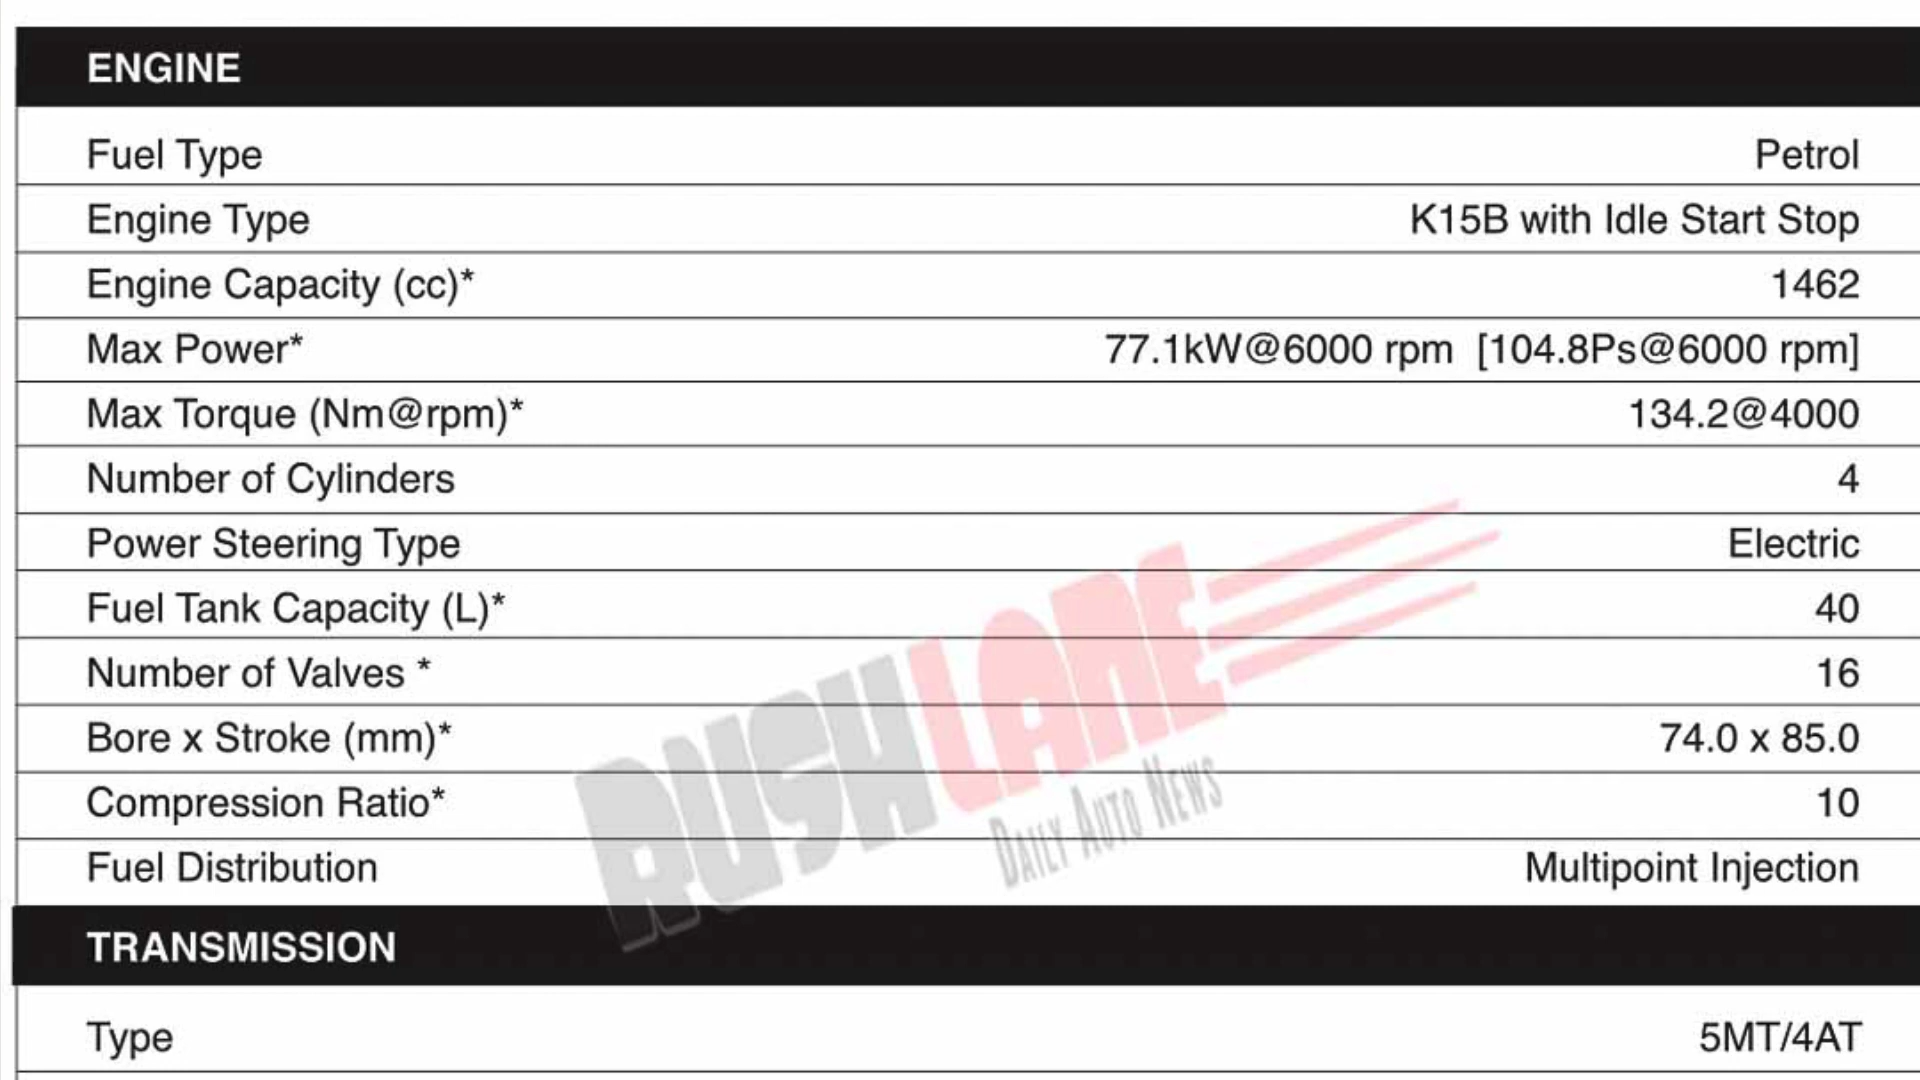 ENGINE
Fuel Type Petrol
Engine Type K15B with Idle Start Stop
Engine Capacity (cc)* 1462
Max Power* 77.1kW@6000 rpm [104.8Ps@6000 rpm]
Max Torque (Nm@rpm)* 134.2@4000
Number of Cylinders 4
Power Steering Type Electric
Fuel Tank Capacity (L)* 40
Number of Valves * 16
Bore x Stroke (mm)* 74.0 x 85.0
Compression Ratio* 10
Fuel Distribution Multipoint Injection
RUSHLANE
DAILY AUTO NEWS
TRANSMISSION
Type 5MT/4AT